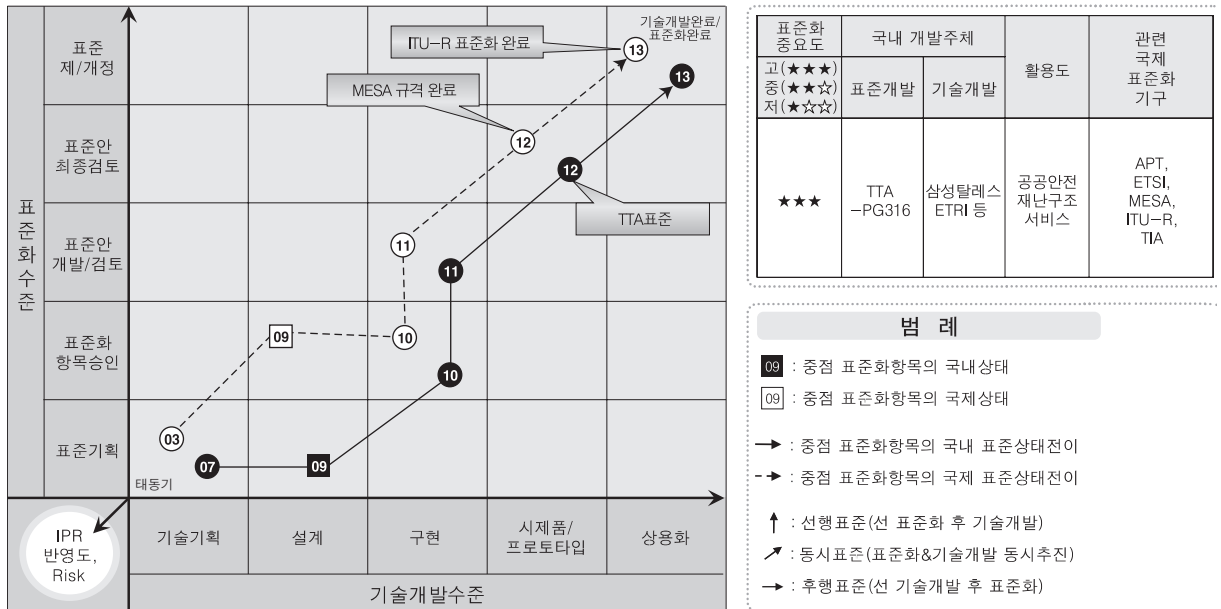 표준화수준
표준
제/개정
표준안
최종검토
표준안
개발/검토
표준화
항목승인
표준기획
기술개발완료/
표준화완료
ITU-R 표준화 완료
13
13
MESA 규격 완료
12
12
TTA표준
11
11
09
10
10
03
07
09
태동기
IPR
반영도,
Risk
기술기획
설계
구현
시제품/
프로토타입
상용화
기술개발수준
표준화
중요도
고(★★★)
중(★★☆)
저(★☆☆)
국내 개발주체
표준개발
기술개발
활용도
관련
국제
표준화
기구
★★★
TTA
-PG316
삼성탈레스
ETRI 등
공공안전
재난구조
서비스
APT,
ETSI,
MESA,
ITU-R,
TIA
범 례
09 : 중점 표준화항목의 국내상태
09 : 중점 표준화항목의 국제상태
: 중점 표준화항목의 국내 표준상태전이
: 중점 표준화항목의 국제 표준상태전이
: 선행표준(선 표준화 후 기술개발)
: 동시표준(표준화&기술개발 동시추진)
: 후행표준(선 기술개발 후 표준화)